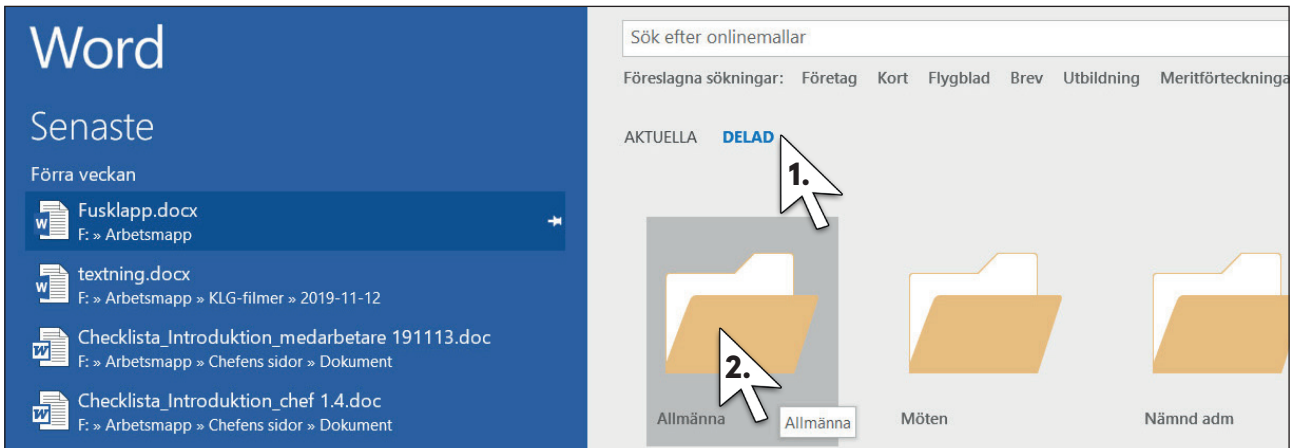 Word
Senaste
Förra veckan
Fusklapp.docx
F: » Arbetsmapp
textning.docx
F: » Arbetsmapp » KLG-filmer » 2019-11-12
Checklista_Introduktion_medarbetare 191113.doc
F: » Arbetsmapp » Chefens sidor » Dokument
Checklista_Introduktion_chef 1.4.doc
F: » Arbetsmapp » Chefens sidor » Dokument
Sök efter onlinemallar
Föreslagna sökningar: Företag Kort Flygblad Brev Utbildning Meritförteckninga
AKTUELLA DELAD
1.
2.
Allmänna Allmänna Möten Nämnd adm